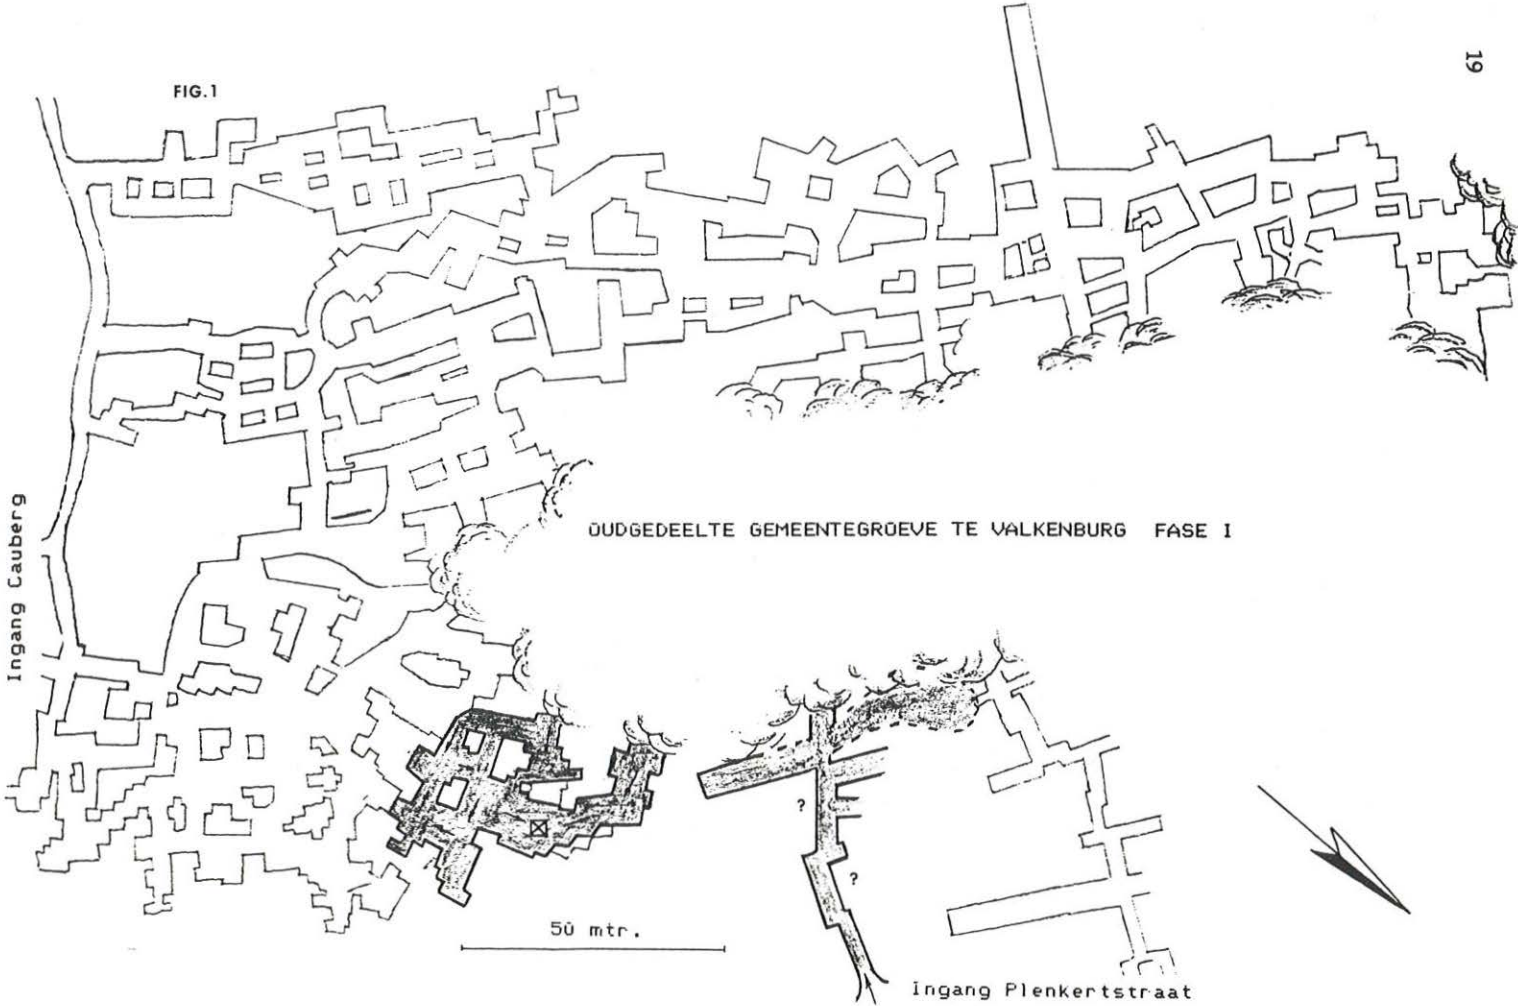 19
FIG.1
Ingang Cauberg
OUDGEDEELTE GEMEENTEGROEVE TE VALKENBURG FASE I
?
?
50 mtr.
Ingang Plenkertstraat